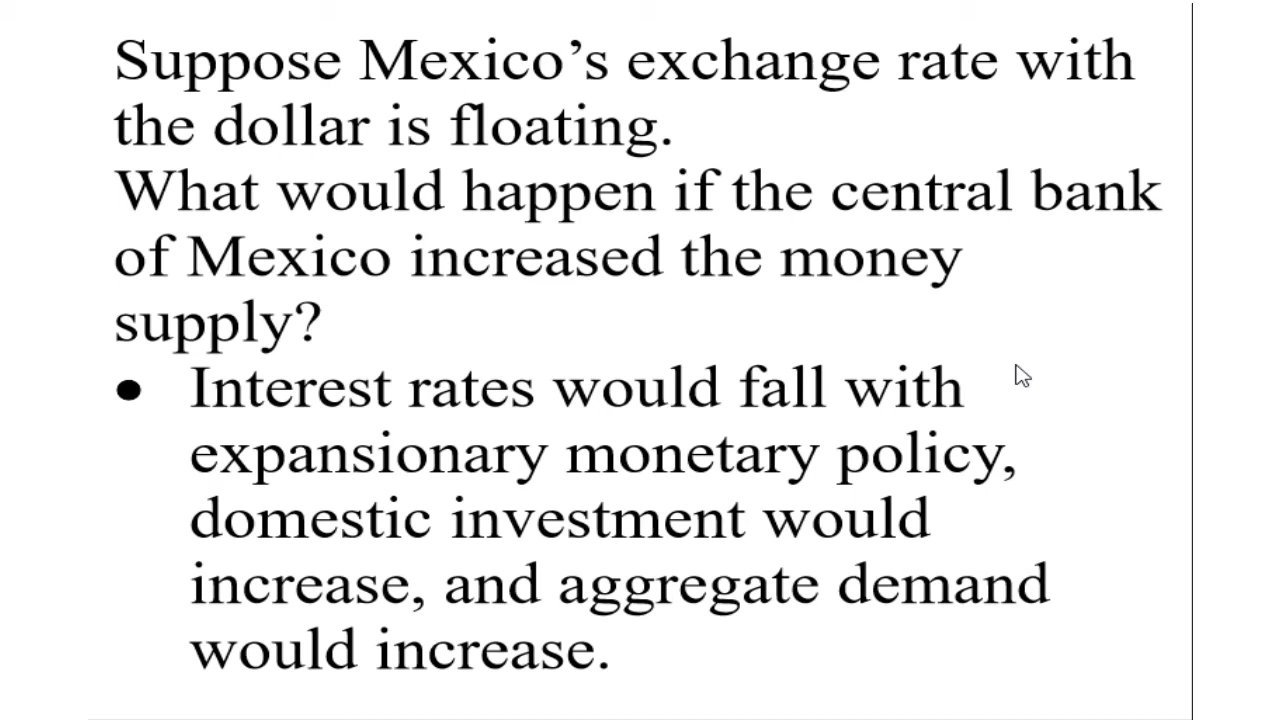 Suppose Mexico’s exchange rate with
the dollar is floating.
What would happen if the central bank
of Mexico increased the money
supply?
● Interest rates would fall with
expansionary monetary policy,
domestic investment would
increase, and aggregate demand
would increase.